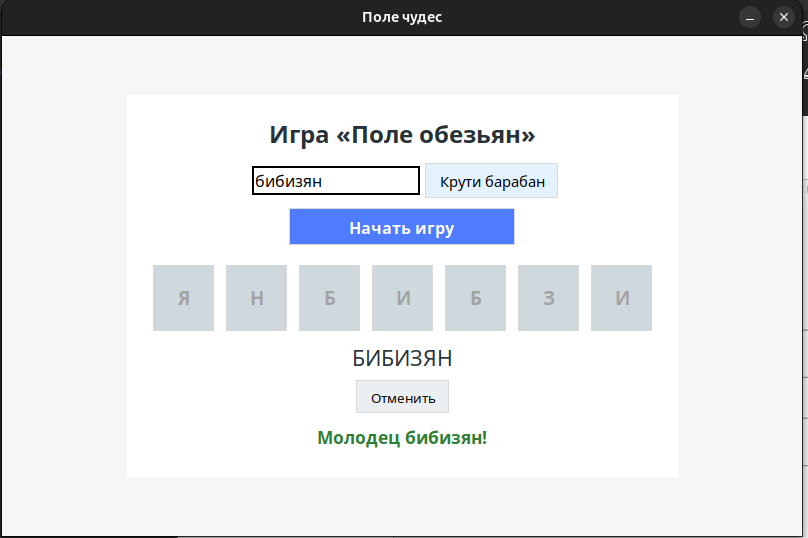 Поле чудес
Игра «Поле обезьян»
бибизян Крути барабан
Начать игру
Я Н Б И Б З И
БИБИЗЯН
Отменить
Молодец бибизян!